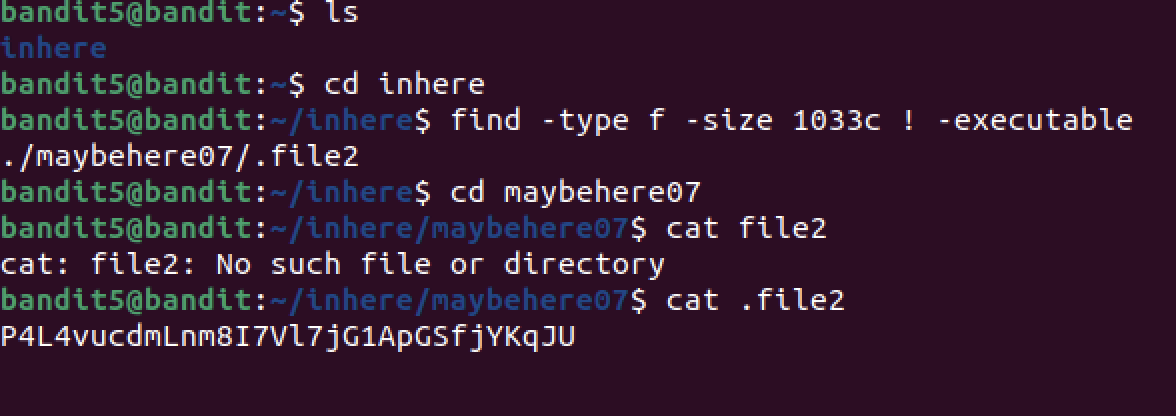 bandit5@bandit:~$ ls
inhere
bandit5@bandit:~$ cd inhere
bandit5@bandit:~/inhere$ find -type f -size 1033c ! -executable
./maybehere07/.file2
bandit5@bandit:~/inhere$ cd maybehere07
bandit5@bandit:~/inhere/maybehere07$ cat file2
cat: file2: No such file or directory
bandit5@bandit:~/inhere/maybehere07$ cat .file2
P4L4vucdmLnm8I7Vl7jG1ApGSfjYKqJU